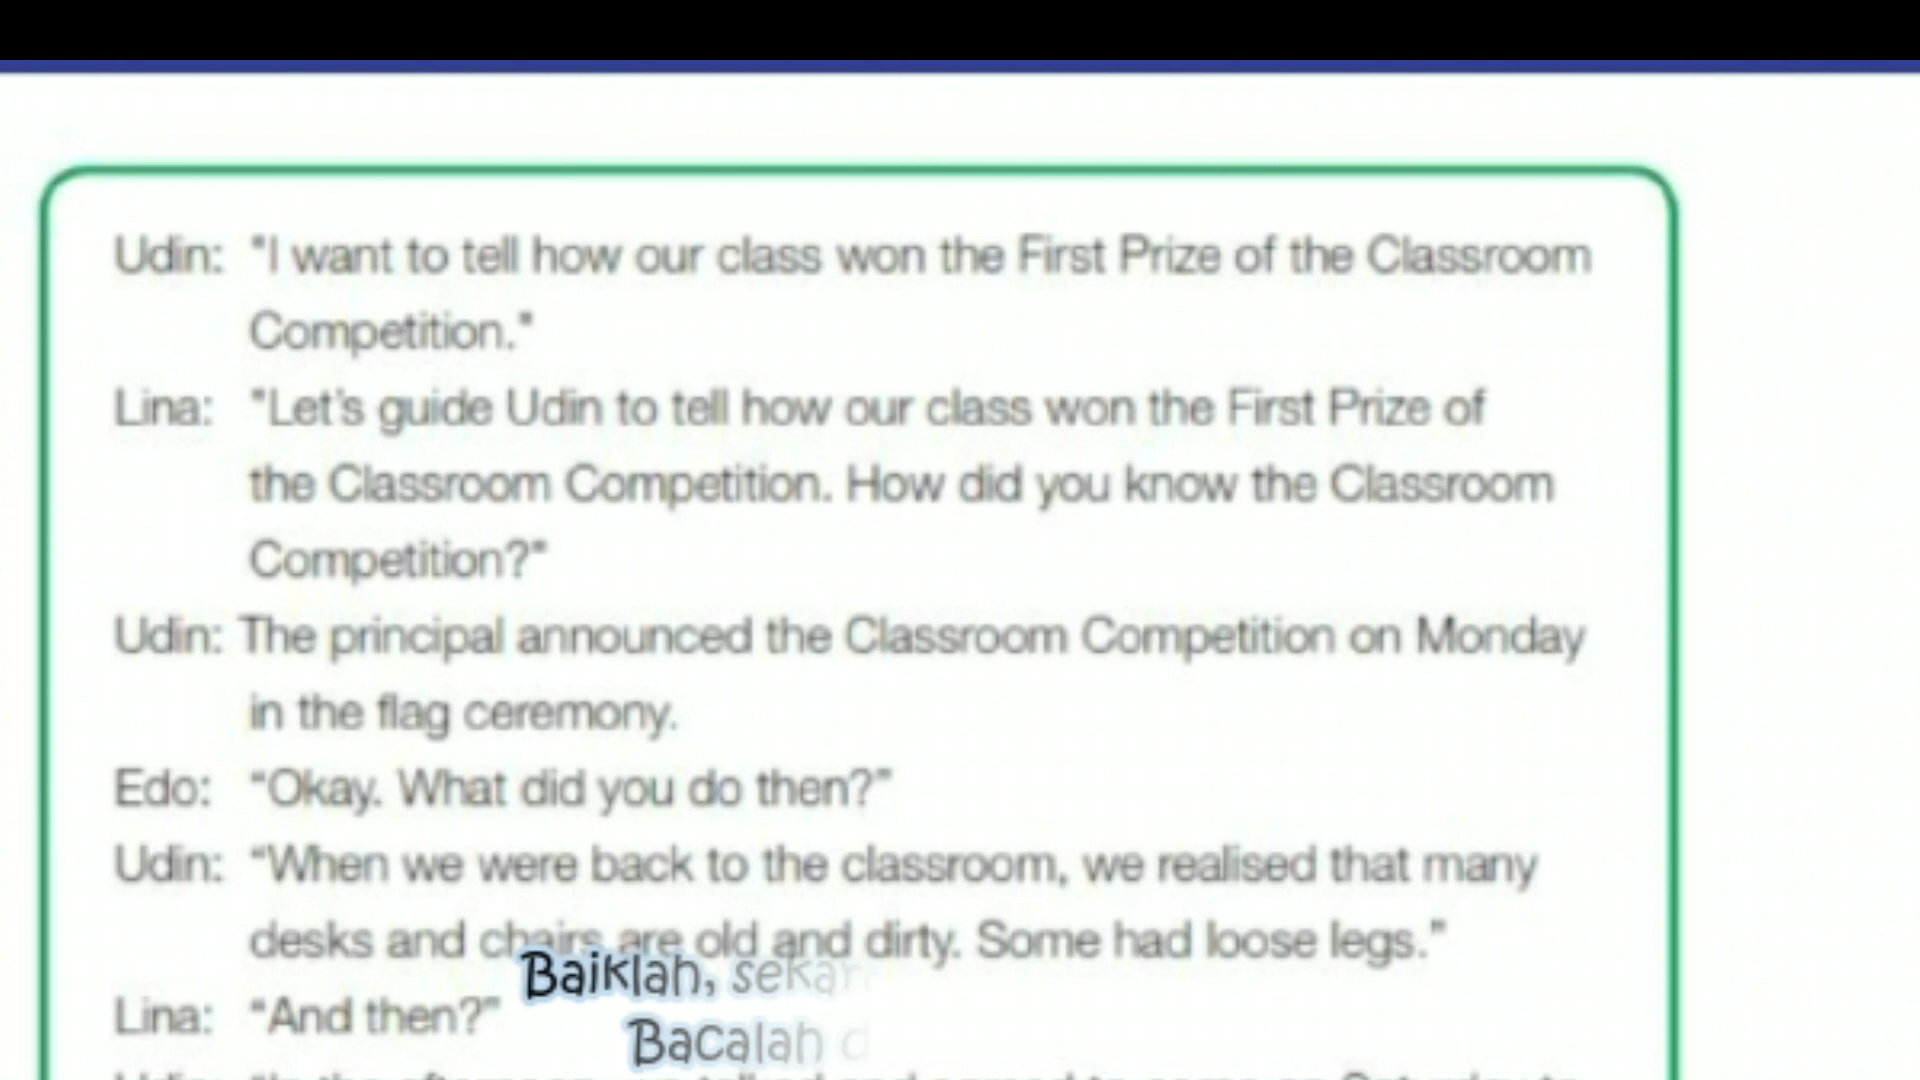 Udin: "I want to tell how our class won the First Prize of the Classroom
Competition."
Lina: "Let's guide Udin to tell how our class won the First Prize of
the Classroom Competition. How did you know the Classroom
Competition?"
Udin: The principal announced the Classroom Competition on Monday
in the flag ceremony.
Edo: “Okay. What did you do then?”
Udin: “When we were back to the classroom, we realised that many
desks and chairs are old and dirty. Some had loose legs.”
Baiklah,
Lina: “And then?”
Bacalah